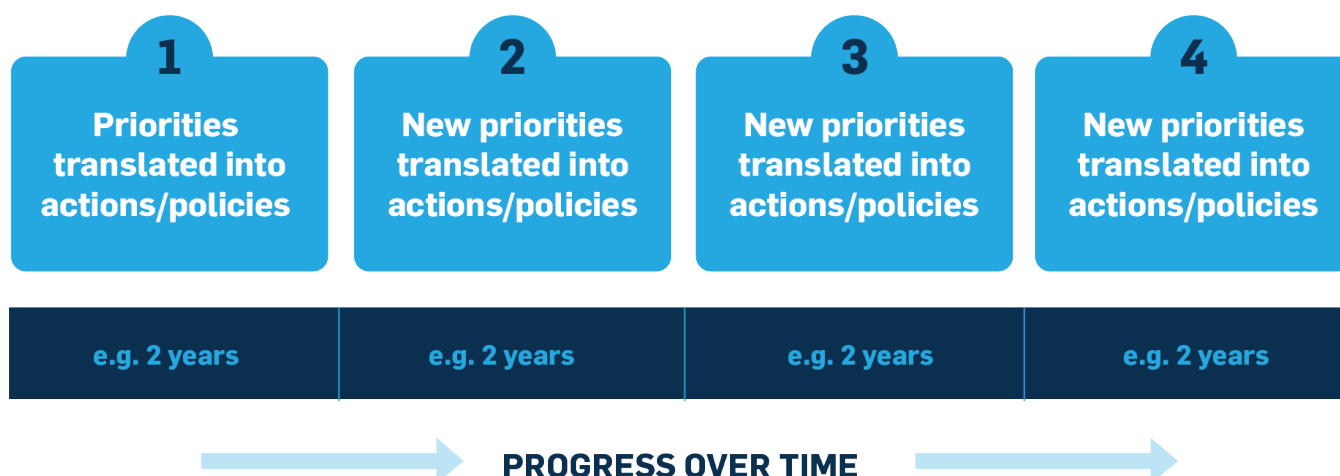 1
Priorities
translated into
actions/policies
2
New priorities
translated into
actions/policies
3
New priorities
translated into
actions/policies
4
New priorities
translated into
actions/policies
e.g. 2 years
e.g. 2 years
e.g. 2 years
e.g. 2 years
PROGRESS OVER TIME